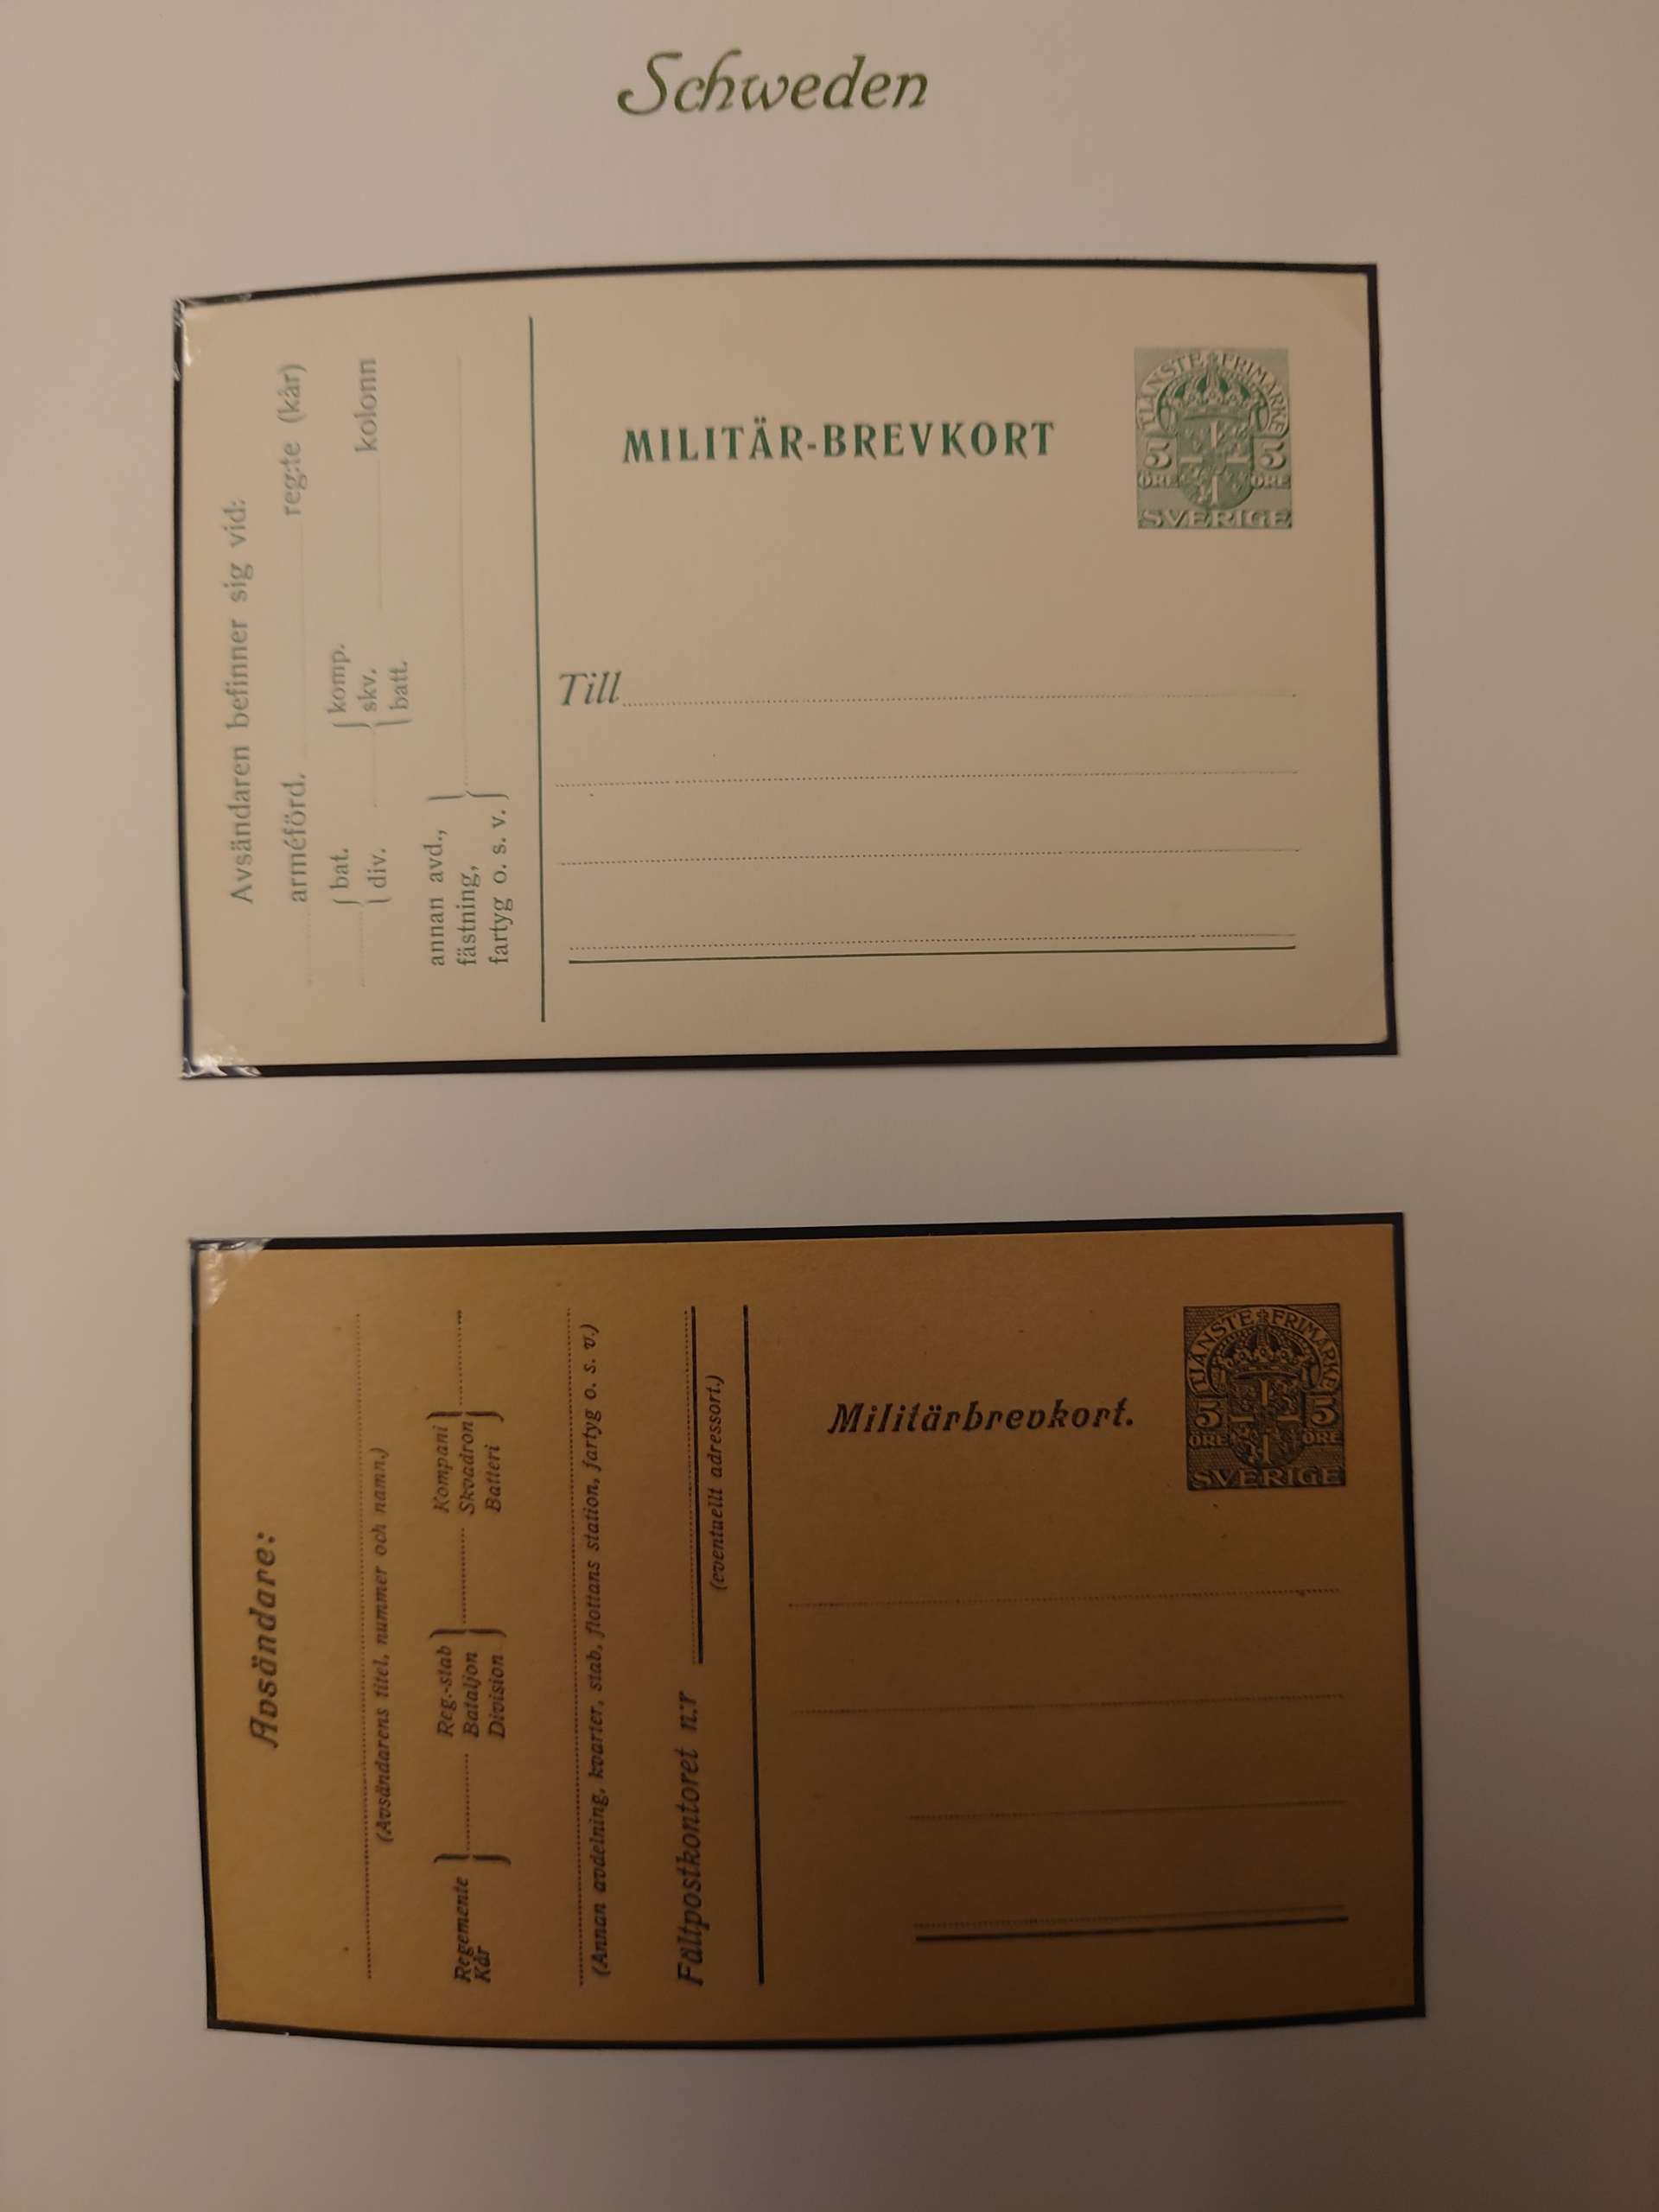 Schweden
Avsändaren befinner sig vid:
arméförd. reg:te (kår)
bat.
div.
komp.
skv.
batt.
kolonn
annan avd.,
fästning,
fartyg o. s. v.
MILITÄR-BREVKORT
TJÄNSTE FRIMÄRKE
5 5
ÖRE ÖRE
SVERIGE
Till
Avsändare:
(Avsändarens titel, nummer och namn.)
Regemente
Kår
Reg.-stab
Bataljon
Division
Kompani
Skvadron
Batteri
(Annan avdelning, kvarter, stab, flottans station, fartyg o. s. v.)
Fältpostkontoret n:r
(eventuellt adressort.)
Militärbrevkort.
TJÄNSTE FRIMÄRKE
5 5
ÖRE ÖRE
SVERIGE